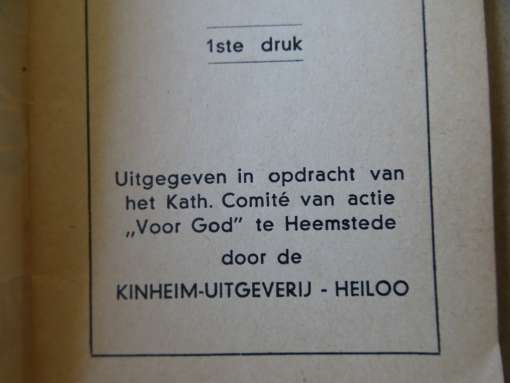 1ste druk
Uitgegeven in opdracht van
het Kath. Comité van actie
„Voor God” te Heemstede
door de
KINHEIM-UITGEVERIJ - HEILOO